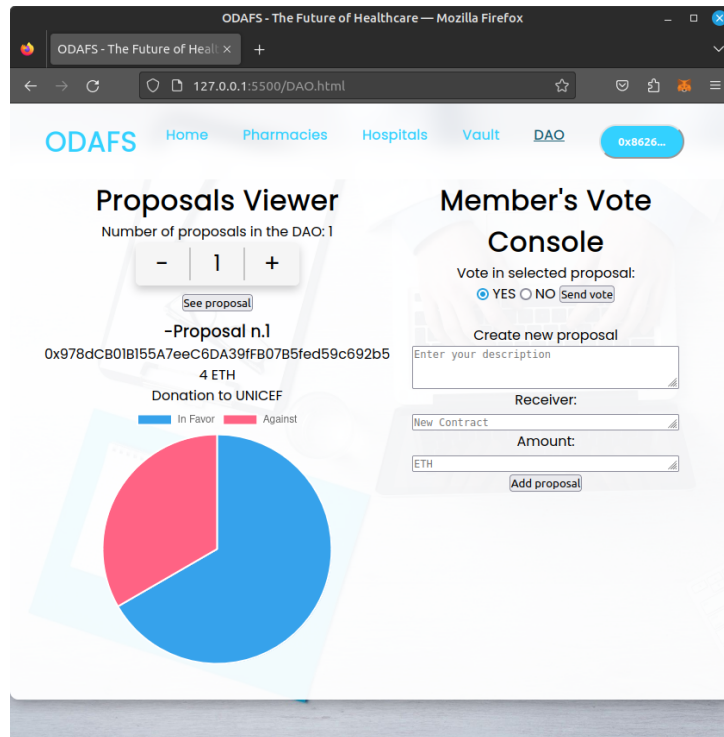 ODAFS - The Future of Healthcare — Mozilla Firefox
ODAFS - The Future of Healt
127.0.0.1:5500/DAO.html
ODAFS Home Pharmacies Hospitals Vault DAO 0x8626...
Proposals Viewer
Number of proposals in the DAO: 1
- 1 +
See proposal
-Proposal n.1
0x978dCB01B155A7eeC6DA39fFB07B5fed59c692b5
4 ETH
Donation to UNICEF
In Favor Against
Member's Vote
Console
Vote in selected proposal:
YES NO Send vote
Create new proposal
Enter your description
Receiver:
New Contract
Amount:
ETH
Add proposal